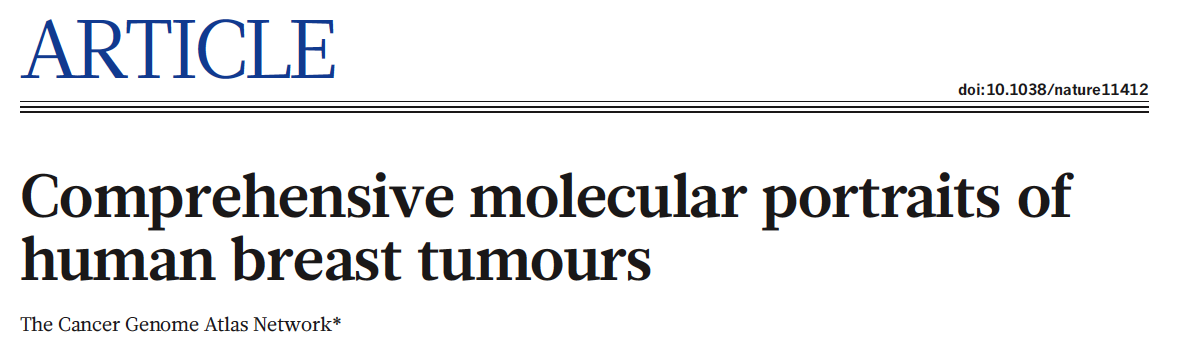 ARTICLE
doi:10.1038/nature11412
Comprehensive molecular portraits of
human breast tumours
The Cancer Genome Atlas Network*